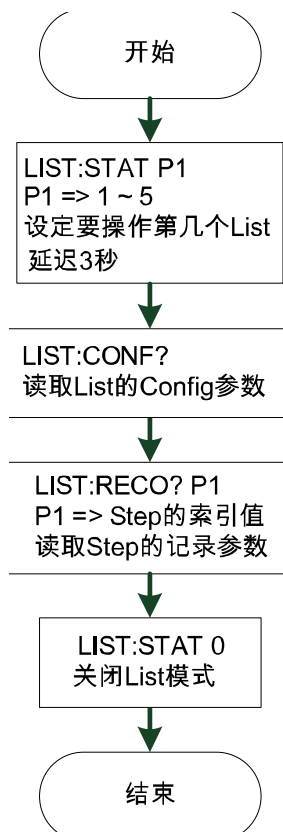 开始
LIST:STAT P1
P1 => 1 ~ 5
设定要操作第几个List
延迟3秒
LIST:CONF?
读取List的Config参数
LIST:RECO? P1
P1 => Step的索引值
读取Step的记录参数
LIST:STAT 0
关闭List模式
结束